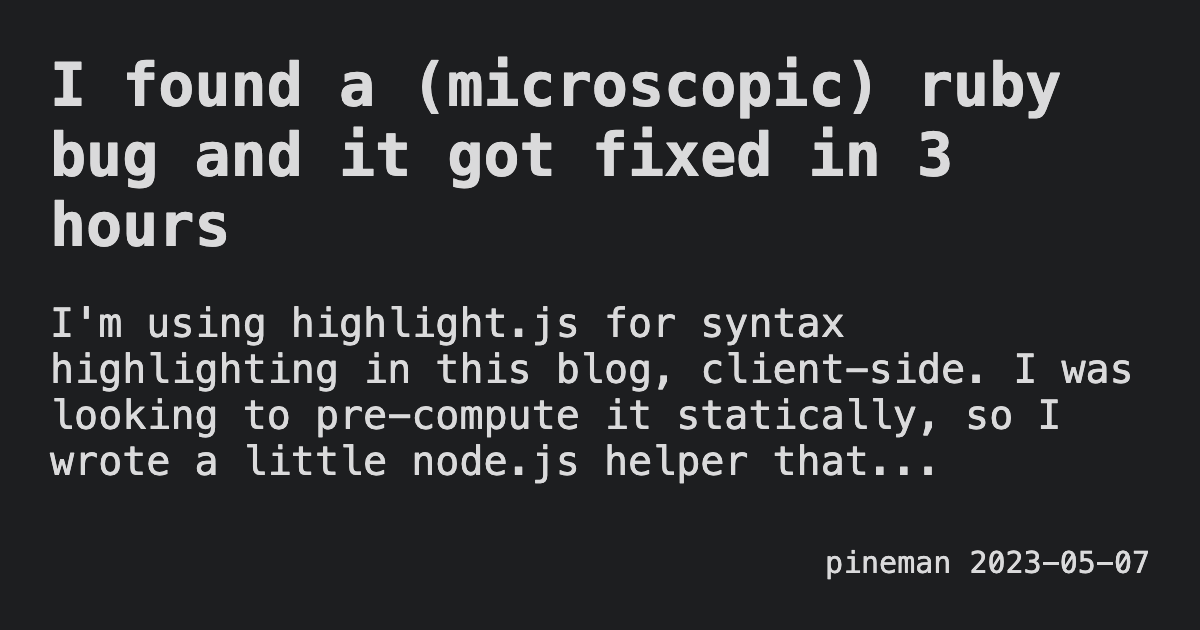 I found a (microscopic) ruby
bug and it got fixed in 3
hours
I'm using highlight.js for syntax
highlighting in this blog, client-side. I was
looking to pre-compute it statically, so I
wrote a little node.js helper that...
pineman 2023-05-07